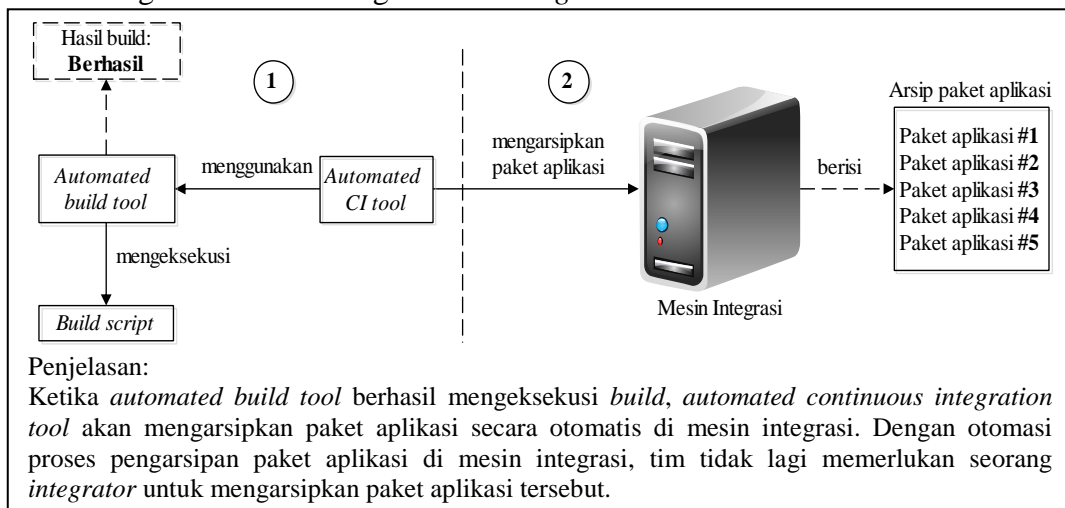 Hasil build:
Berhasil
1
2
Arsip paket aplikasi
Paket aplikasi #1
Paket aplikasi #2
Paket aplikasi #3
Paket aplikasi #4
Paket aplikasi #5
mengarsipkan
paket aplikasi
menggunakan
berisi
Automated
build tool
Automated
CI tool
mengeksekusi
Mesin Integrasi
Build script
Penjelasan:
Ketika automated build tool berhasil mengeksekusi build, automated continuous integration
tool akan mengarsipkan paket aplikasi secara otomatis di mesin integrasi. Dengan otomasi
proses pengarsipan paket aplikasi di mesin integrasi, tim tidak lagi memerlukan seorang
integrator untuk mengarsipkan paket aplikasi tersebut.